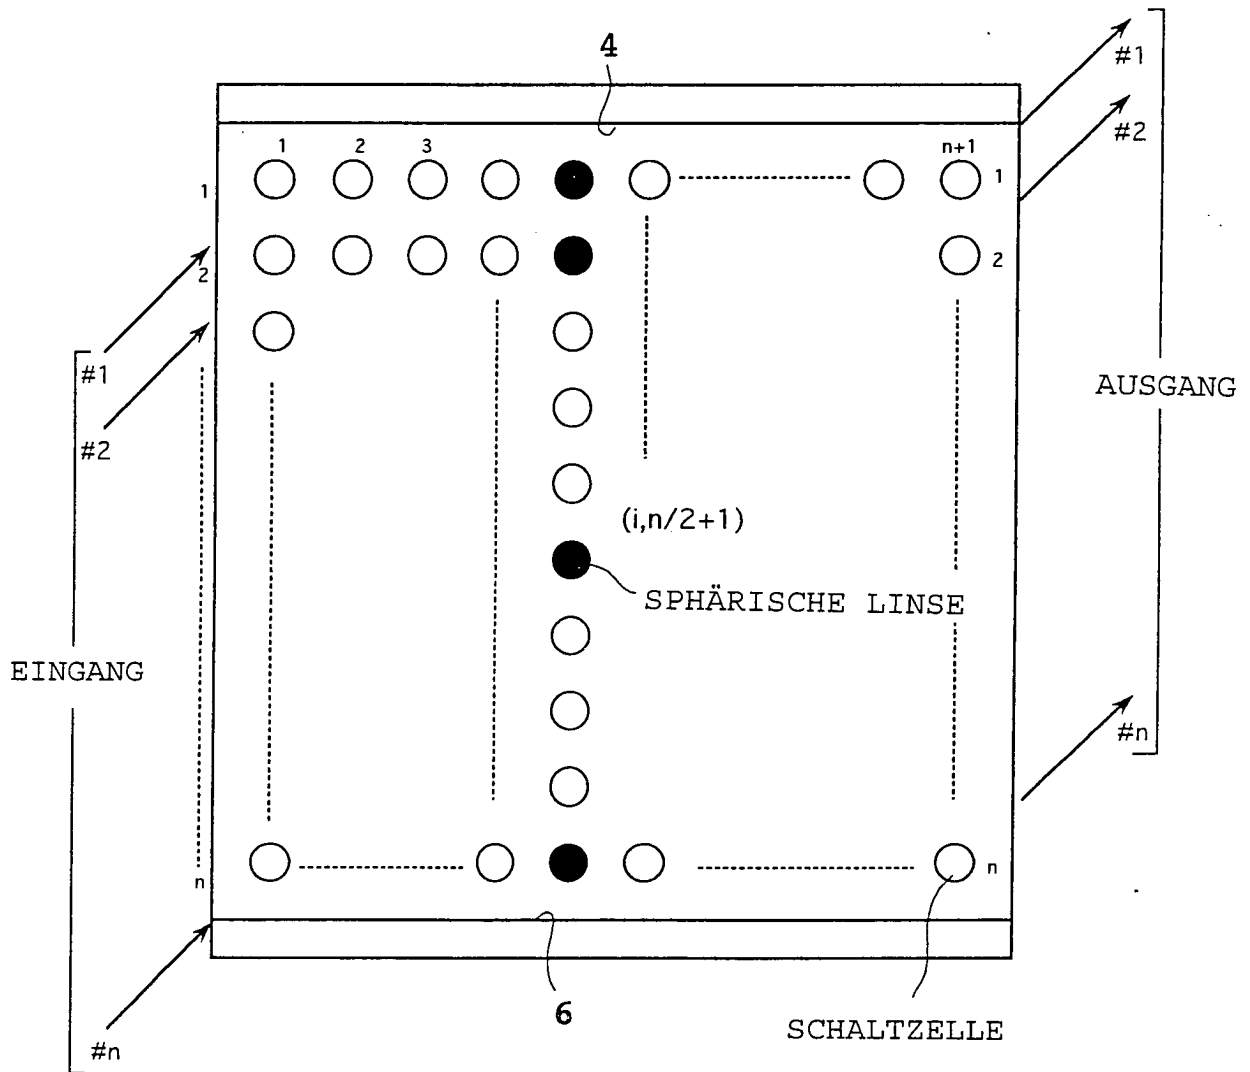 4
#1
#2
1 2 3 n+1
1 1
2 2
#1
#2
AUSGANG
(i,n/2+1)
SPHÄRISCHE LINSE
EINGANG
#n
n n
6
SCHALTZELLE
#n